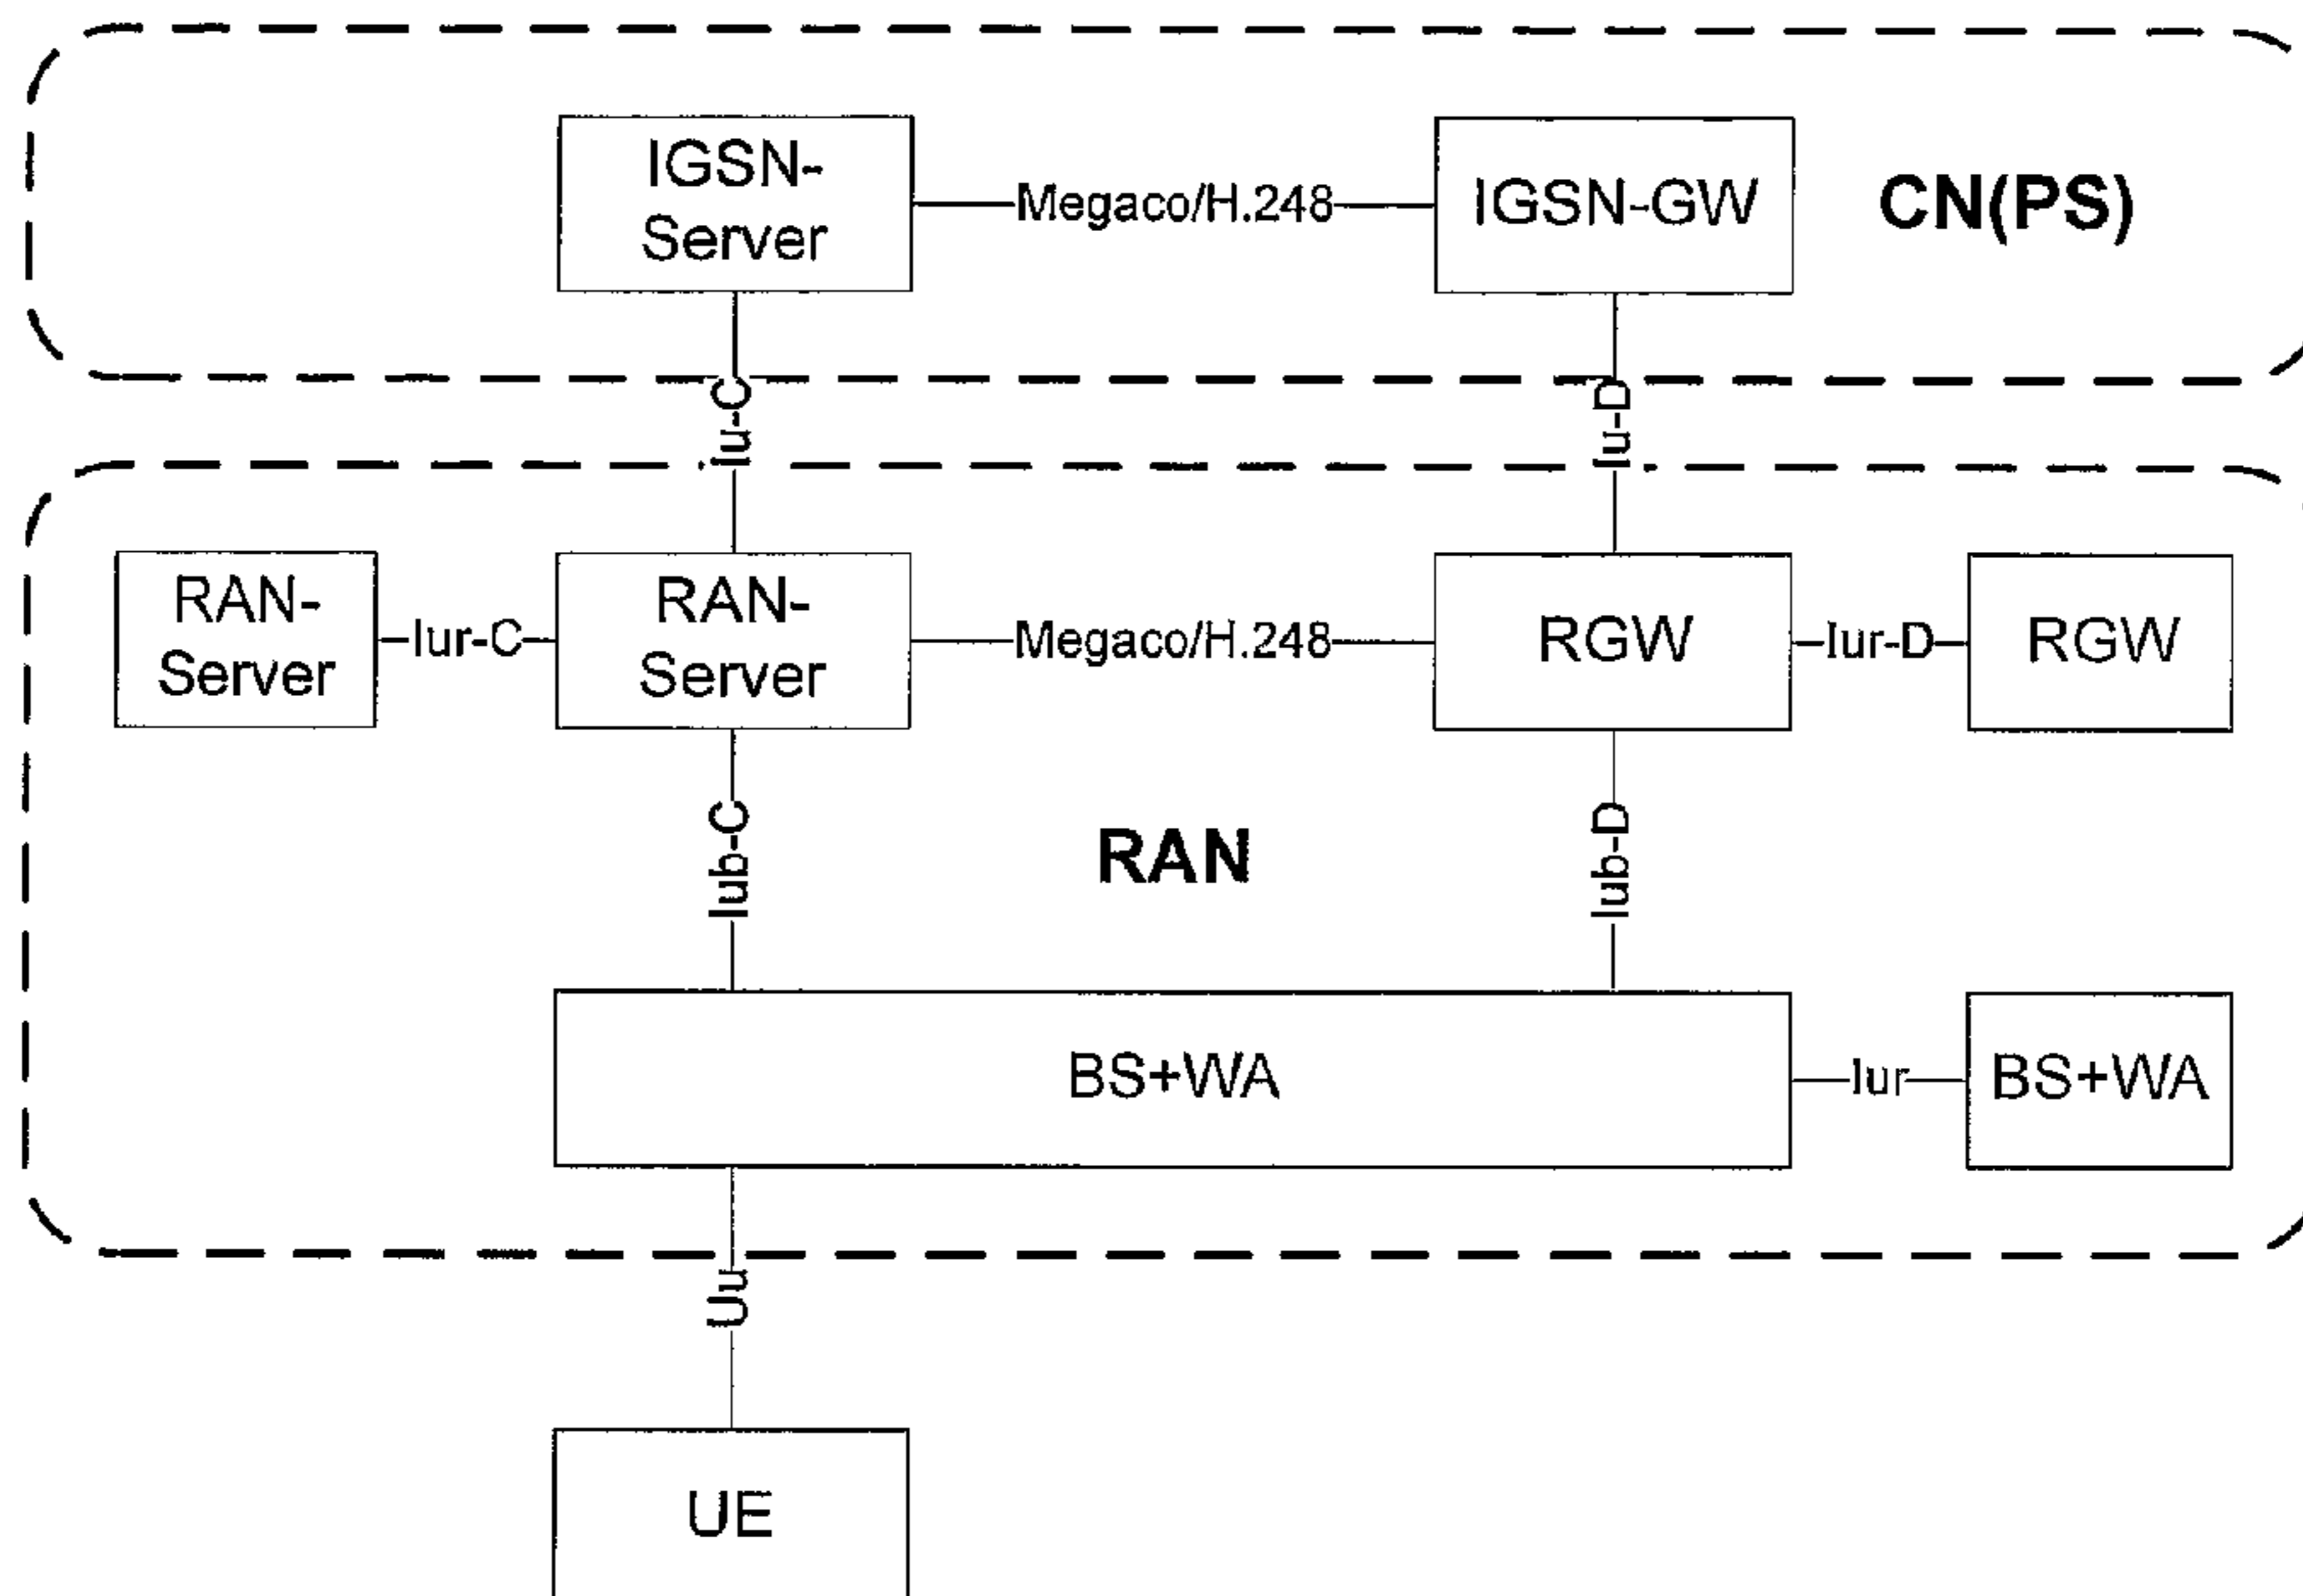 IGSN-
Server
Megaco/H.248
IGSN-GW
CN(PS)
Iu-C
Iu-D
RAN-
Server
Iur-C
RAN-
Server
Megaco/H.248
RGW
Iur-D
RGW
Iub-C
RAN
Iub-D
BS+WA
Iur
BS+WA
Uu
UE